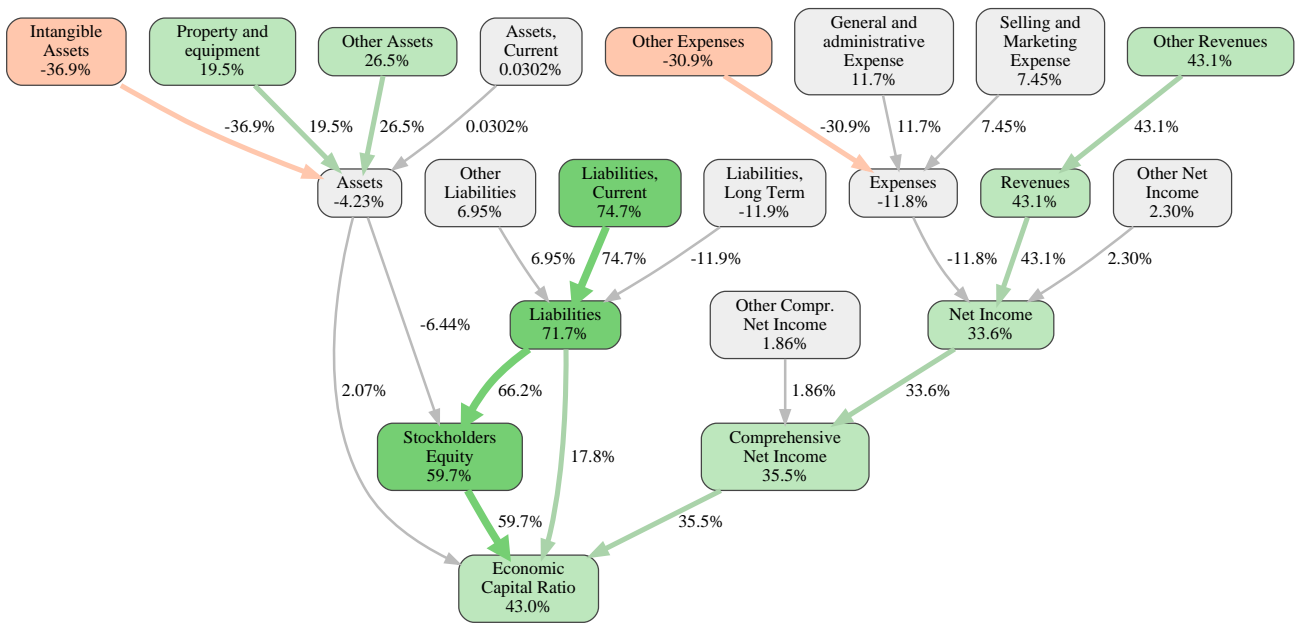 Intangible
Assets
-36.9%
Property and
equipment
19.5%
Other Assets
26.5%
Assets,
Current
0.0302%
Other Expenses
-30.9%
General and
administrative
Expense
11.7%
Selling and
Marketing
Expense
7.45%
Other Revenues
43.1%
-36.9%
19.5%
26.5%
0.0302%
-30.9%
11.7%
7.45%
43.1%
Assets
-4.23%
Other
Liabilities
6.95%
Liabilities,
Current
74.7%
Liabilities,
Long Term
-11.9%
Expenses
-11.8%
Revenues
43.1%
Other Net
Income
2.30%
6.95%
74.7%
-11.9%
-11.8%
43.1%
2.30%
Liabilities
71.7%
Other Compr.
Net Income
1.86%
Net Income
33.6%
-6.44%
2.07%
66.2%
1.86%
33.6%
Stockholders
Equity
59.7%
17.8%
Comprehensive
Net Income
35.5%
59.7%
35.5%
Economic
Capital Ratio
43.0%